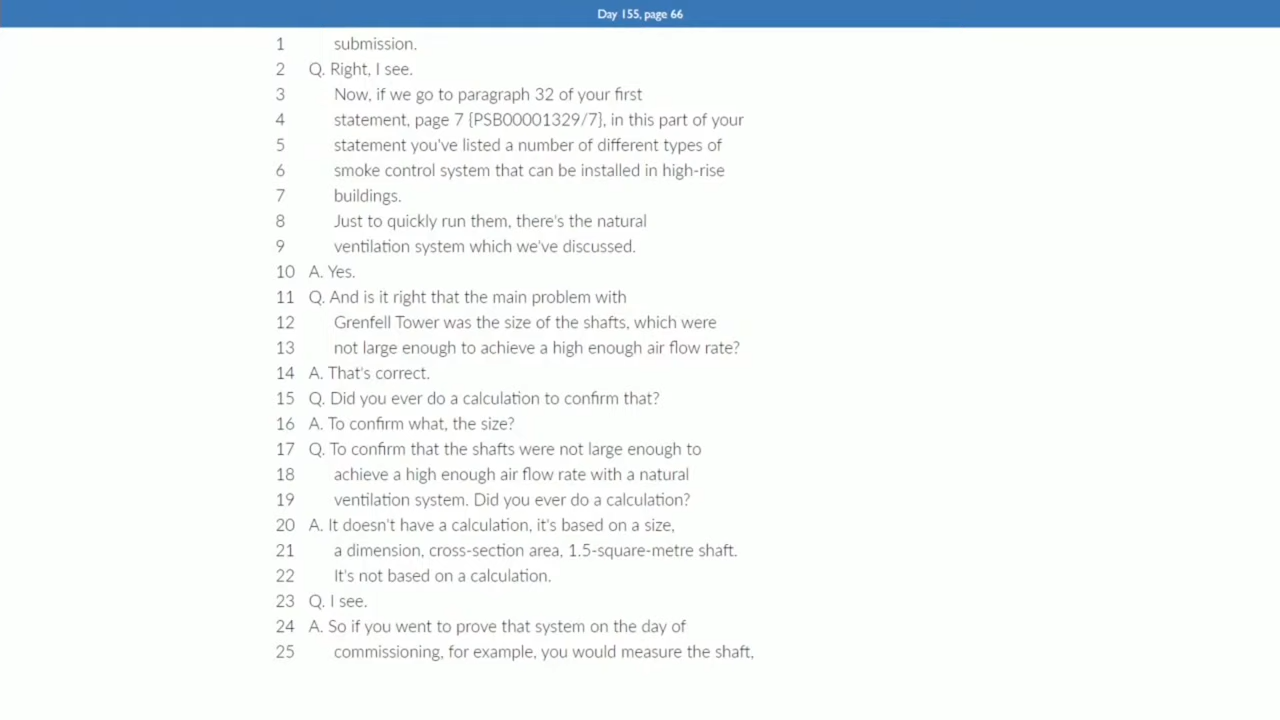 Day 155, page 66
1 submission.
2 Q. Right, I see.
3 Now, if we go to paragraph 32 of your first
4 statement, page 7 {PSB00001329/7}, in this part of your
5 statement you've listed a number of different types of
6 smoke control system that can be installed in high-rise
7 buildings.
8 Just to quickly run them, there's the natural
9 ventilation system which we've discussed.
10 A. Yes.
11 Q. And is it right that the main problem with
12 Grenfell Tower was the size of the shafts, which were
13 not large enough to achieve a high enough air flow rate?
14 A. That's correct.
15 Q. Did you ever do a calculation to confirm that?
16 A. To confirm what, the size?
17 Q. To confirm that the shafts were not large enough to
18 achieve a high enough air flow rate with a natural
19 ventilation system. Did you ever do a calculation?
20 A. It doesn't have a calculation, it's based on a size,
21 a dimension, cross-section area, 1.5-square-metre shaft.
22 It's not based on a calculation.
23 Q. I see.
24 A. So if you went to prove that system on the day of
25 commissioning, for example, you would measure the shaft,